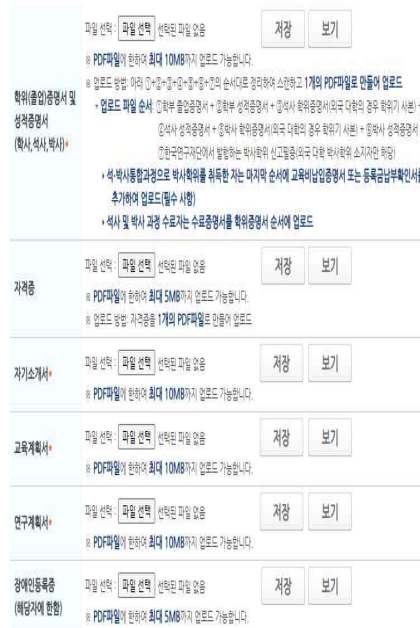 파일 선택 : 파일 선택 선택된 파일 없음 저장 보기
※ PDF파일에 한하여 최대 10MB까지 업로드 가능합니다.
※ 업로드 방법: 아래 ①+②+③+④+⑤+⑥+⑦의 순서대로 정리하여 스캔하고 1개의 PDF파일로 만들어 업로드
학위(졸업)증명서 및
성적증명서
(학사,석사,박사)*
• 업로드 파일 순서: ①학부 졸업증명서 + ②학부 성적증명서 + ③석사 학위증명서(외국 대학의 경우 학위기 사본) +
④석사 성적증명서 + ⑤박사 학위증명서(외국 대학의 경우 학위기 사본) + ⑥박사 성적증명서
⑦한국연구재단에서 발행하는 박사학위 신고필증(외국 대학 박사학위 소지자만 해당)
▸ 석·박사통합과정으로 박사학위를 취득한 자는 마지막 순서에 교육비납입증명서 또는 등록금납부확인서를
추가하여 업로드(필수 사항)
▸ 석사 및 박사 과정 수료자는 수료증명서를 학위증명서 순서에 업로드
자격증
파일 선택 : 파일 선택 선택된 파일 없음 저장 보기
※ PDF파일에 한하여 최대 5MB까지 업로드 가능합니다.
※ 업로드 방법: 자격증을 1개의 PDF파일로 만들어 업로드
자기소개서*
파일 선택 : 파일 선택 선택된 파일 없음 저장 보기
※ PDF파일에 한하여 최대 10MB까지 업로드 가능합니다.
교육계획서*
파일 선택 : 파일 선택 선택된 파일 없음 저장 보기
※ PDF파일에 한하여 최대 10MB까지 업로드 가능합니다.
연구계획서*
파일 선택 : 파일 선택 선택된 파일 없음 저장 보기
※ PDF파일에 한하여 최대 10MB까지 업로드 가능합니다.
장애인등록증
(해당자에 한함)
파일 선택 : 파일 선택 선택된 파일 없음 저장 보기
※ PDF파일에 한하여 최대 5MB까지 업로드 가능합니다.